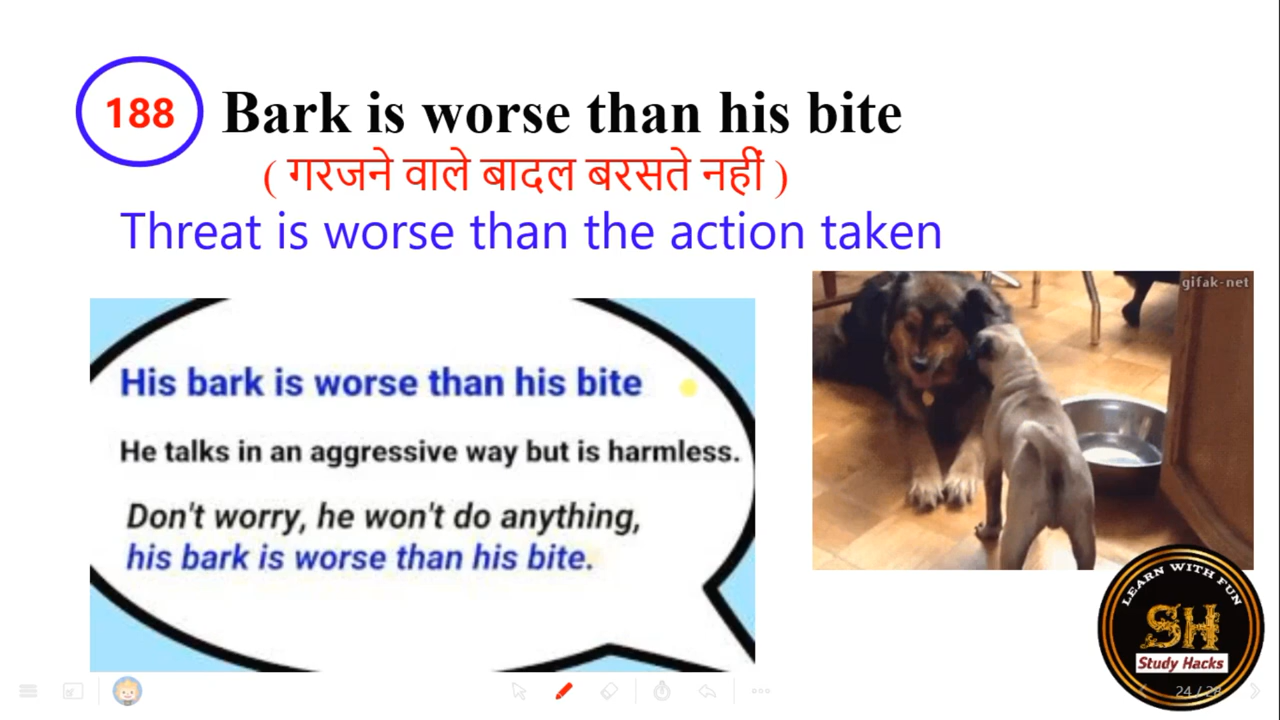 188 Bark is worse than his bite
( गरजने वाले बादल बरसते नहीं )
Threat is worse than the action taken
gifak-net
His bark is worse than his bite
He talks in an aggressive way but is harmless.
Don't worry, he won't do anything,
his bark is worse than his bite.
LEARN WITH FUN
SH
Study Hacks